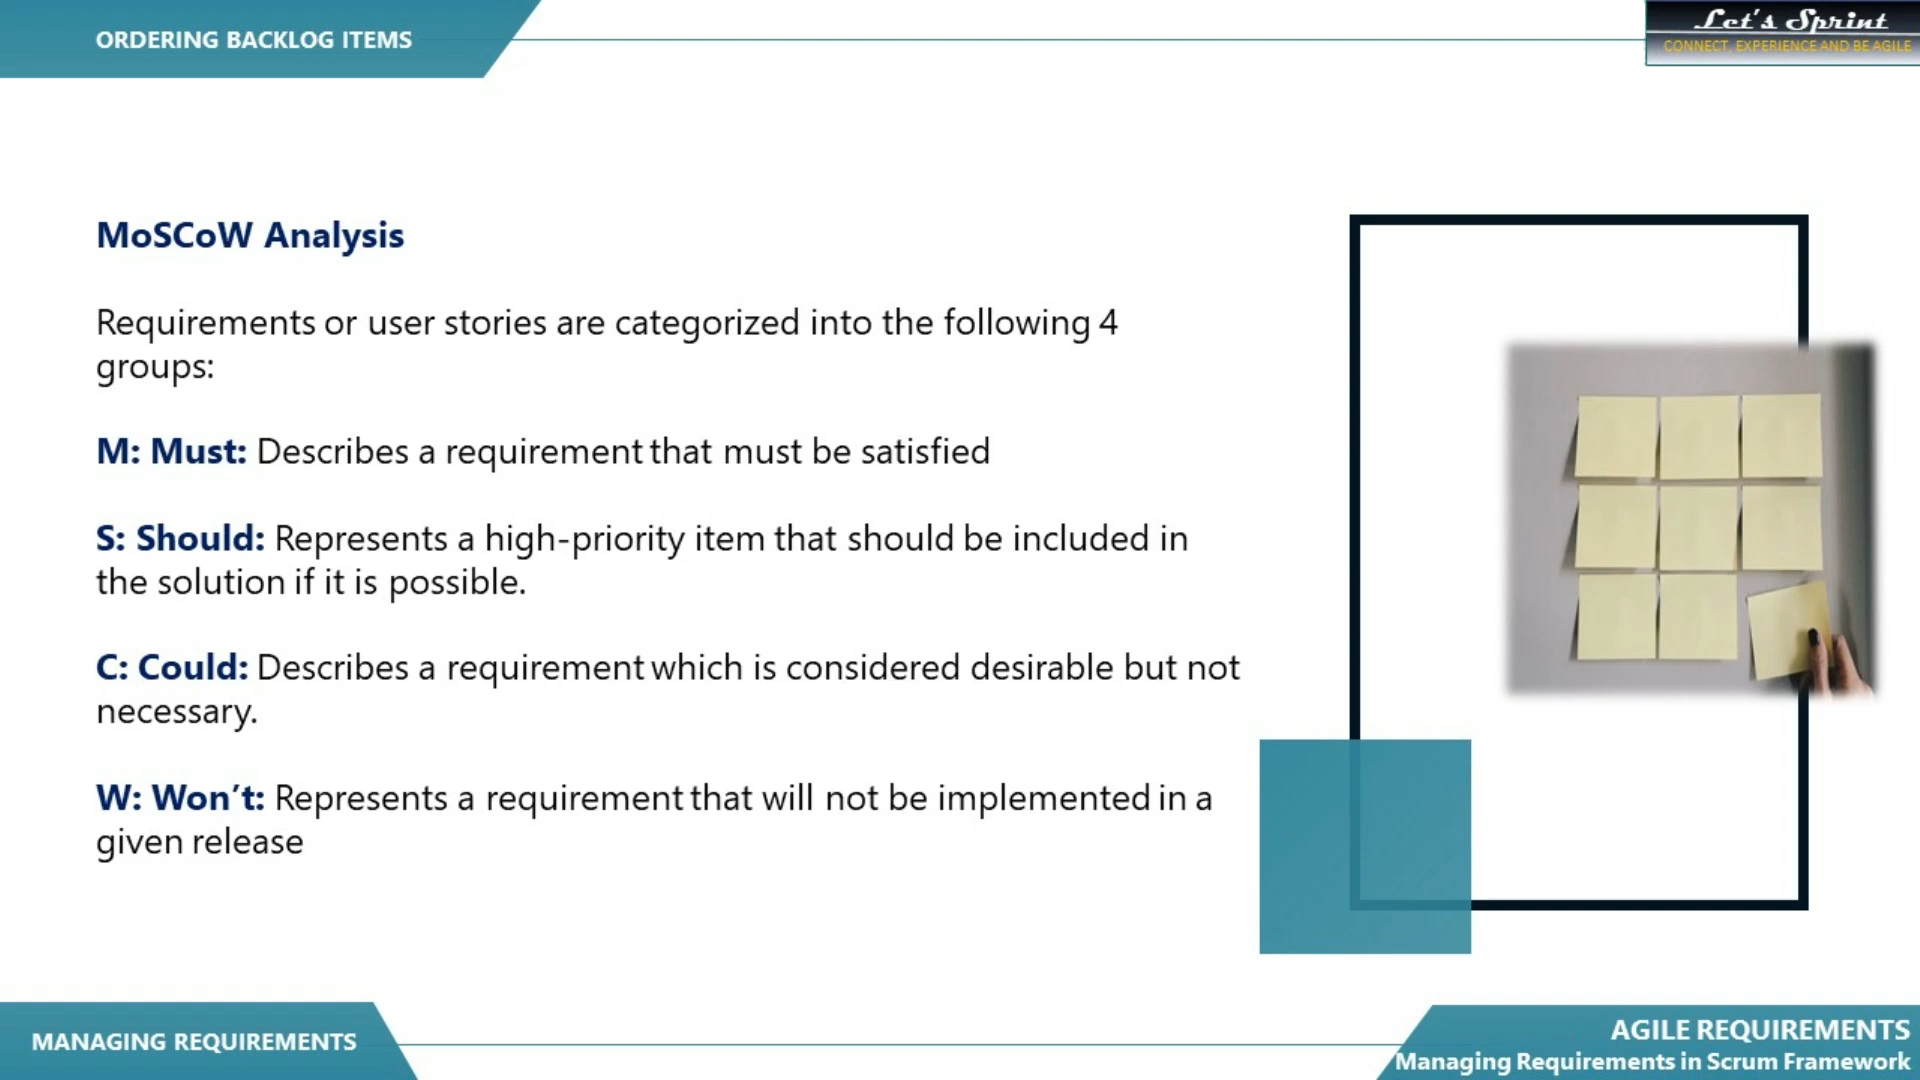 ORDERING BACKLOG ITEMS
Let's Sprint
CONNECT, EXPERIENCE AND BE AGILE
MoSCoW Analysis
Requirements or user stories are categorized into the following 4
groups:
M: Must: Describes a requirement that must be satisfied
S: Should: Represents a high-priority item that should be included in
the solution if it is possible.
C: Could: Describes a requirement which is considered desirable but not
necessary.
W: Won’t: Represents a requirement that will not be implemented in a
given release
MANAGING REQUIREMENTS
AGILE REQUIREMENTS
Managing Requirements in Scrum Framework